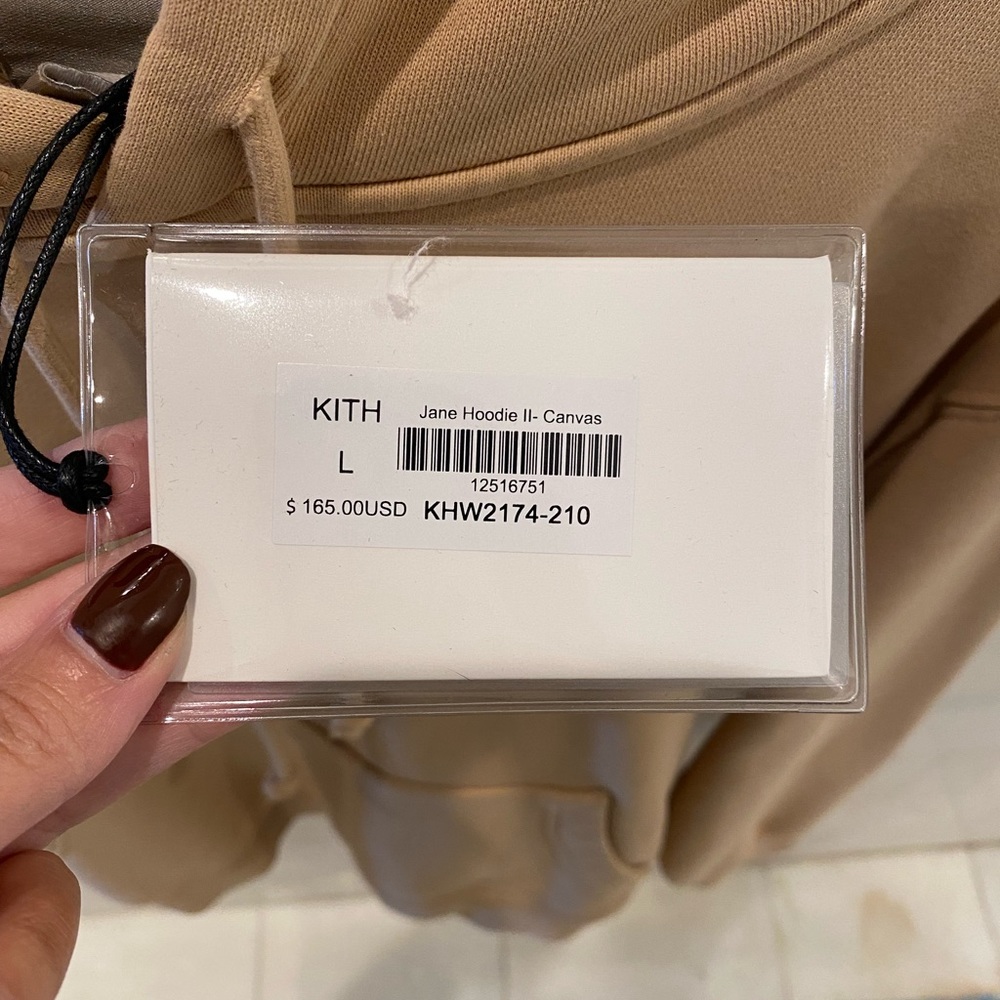 KITH
Jane Hoodie II- Canvas
L
12516751
$ 165.00USD
KHW2174-210